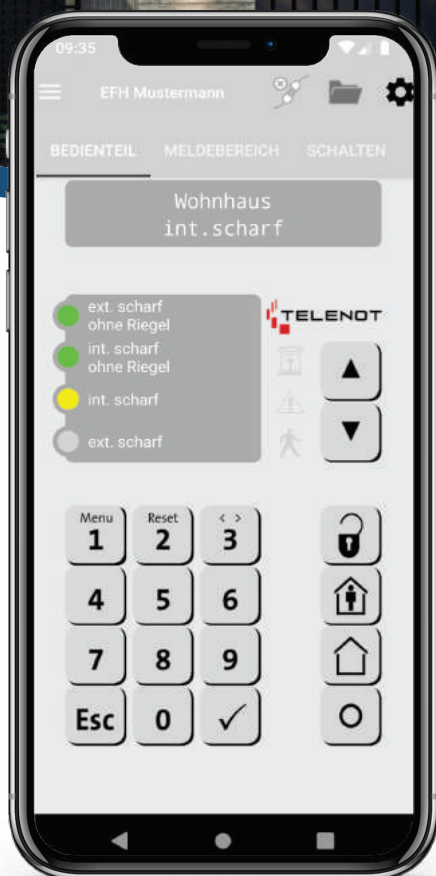 09:35
EFH Mustermann
BEDIENTEIL MELDEBEREICH SCHALTEN
Wohnhaus
int.scharf
ext. scharf
ohne Riegel
int. scharf
ohne Riegel
int. scharf
ext. scharf
TELENOT
Menu Reset < >
1 2 3
4 5 6
7 8 9
Esc 0